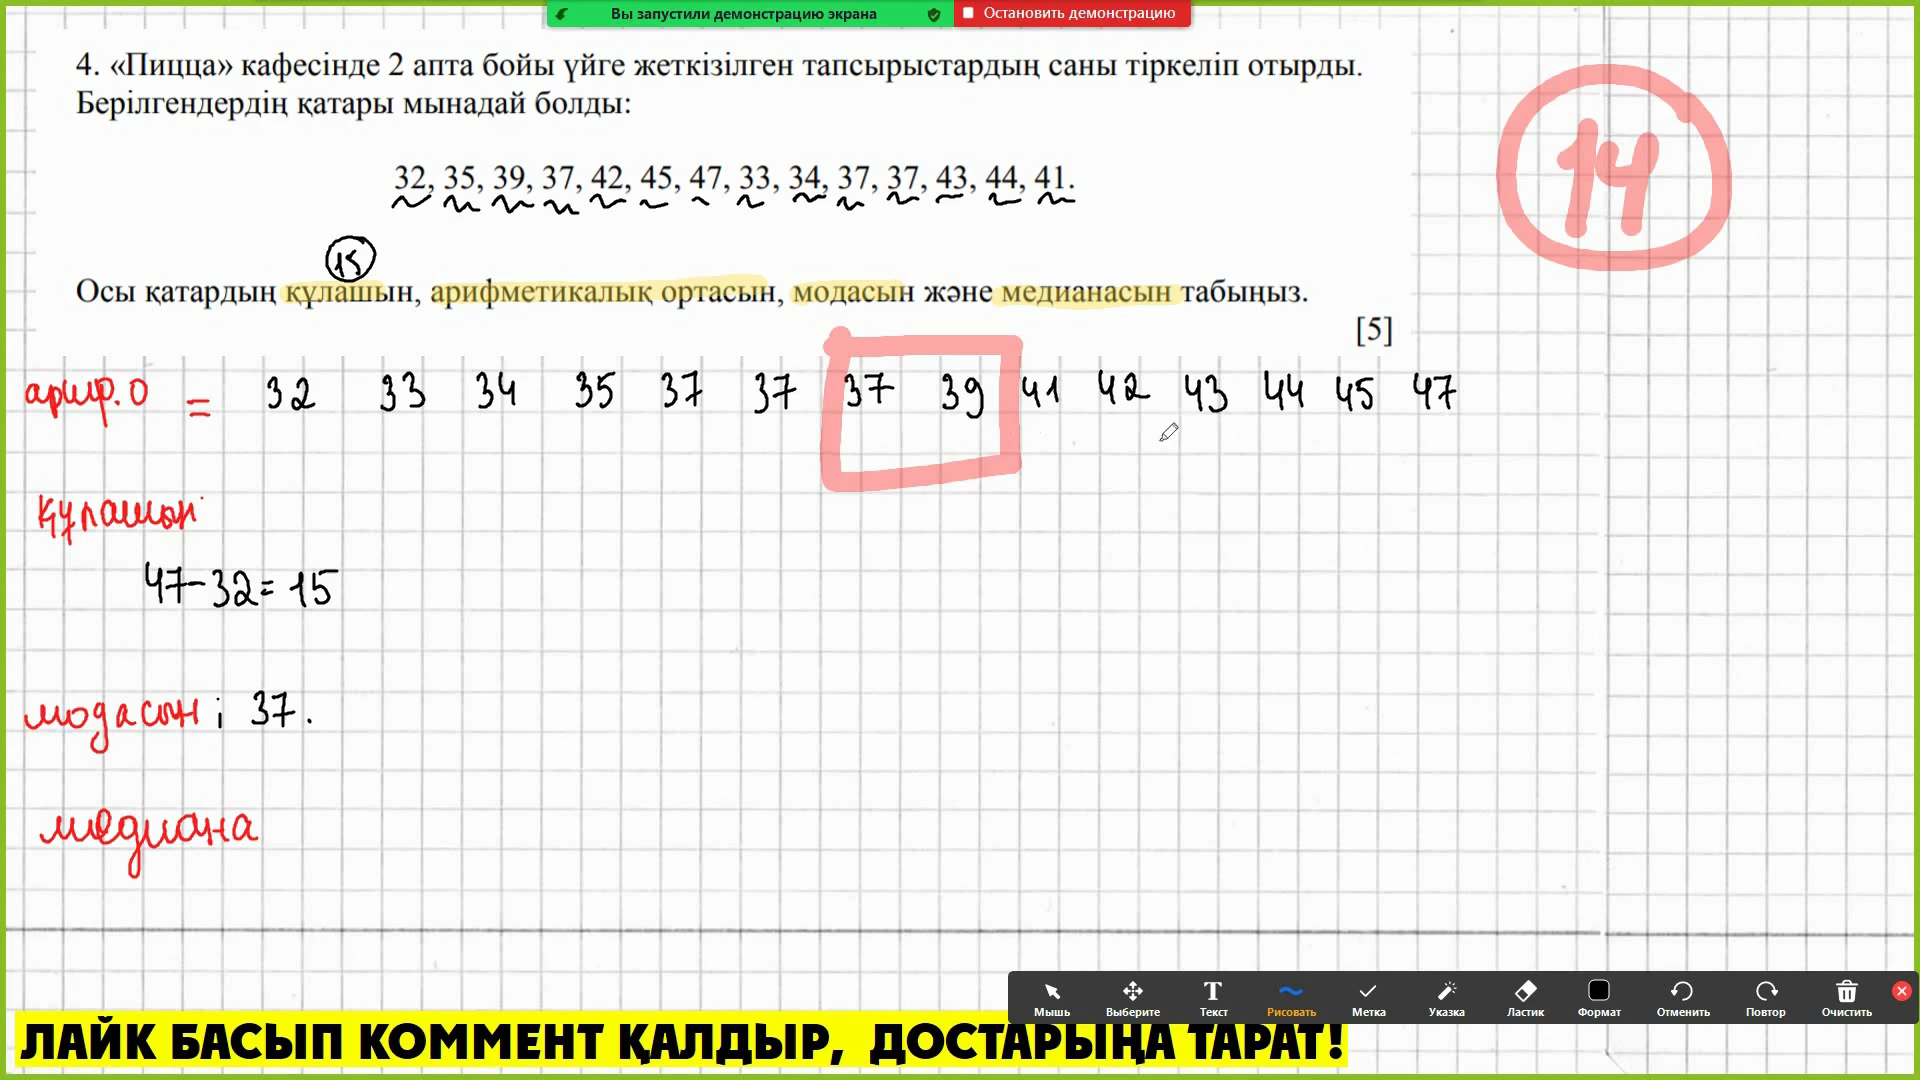 Вы запустили демонстрацию экрана
Остановить демонстрацию
4. «Пицца» кафесінде 2 апта бойы үйге жеткізілген тапсырыстардың саны тіркеліп отырды.
Берілгендердің қатары мынадай болды:
14
32, 35, 39, 37, 42, 45, 47, 33, 34, 37, 37, 43, 44, 41.
15
Осы қатардың құлашын, арифметикалық ортасын, модасын және медианасын табыңыз.
[5]
ариф. о = 32 33 34 35 37 37 37 39 41 42 43 44 45 47
құлашын
47-32=15
модасын ; 37.
медиана
Мышь Выберите Текст Рисовать Метка Указка Ластик Формат Отменить Повтор Очистить
ЛАЙК БАСЫП КОММЕНТ ҚАЛДЫР, ДОСТАРЫҢА ТАРАТ!